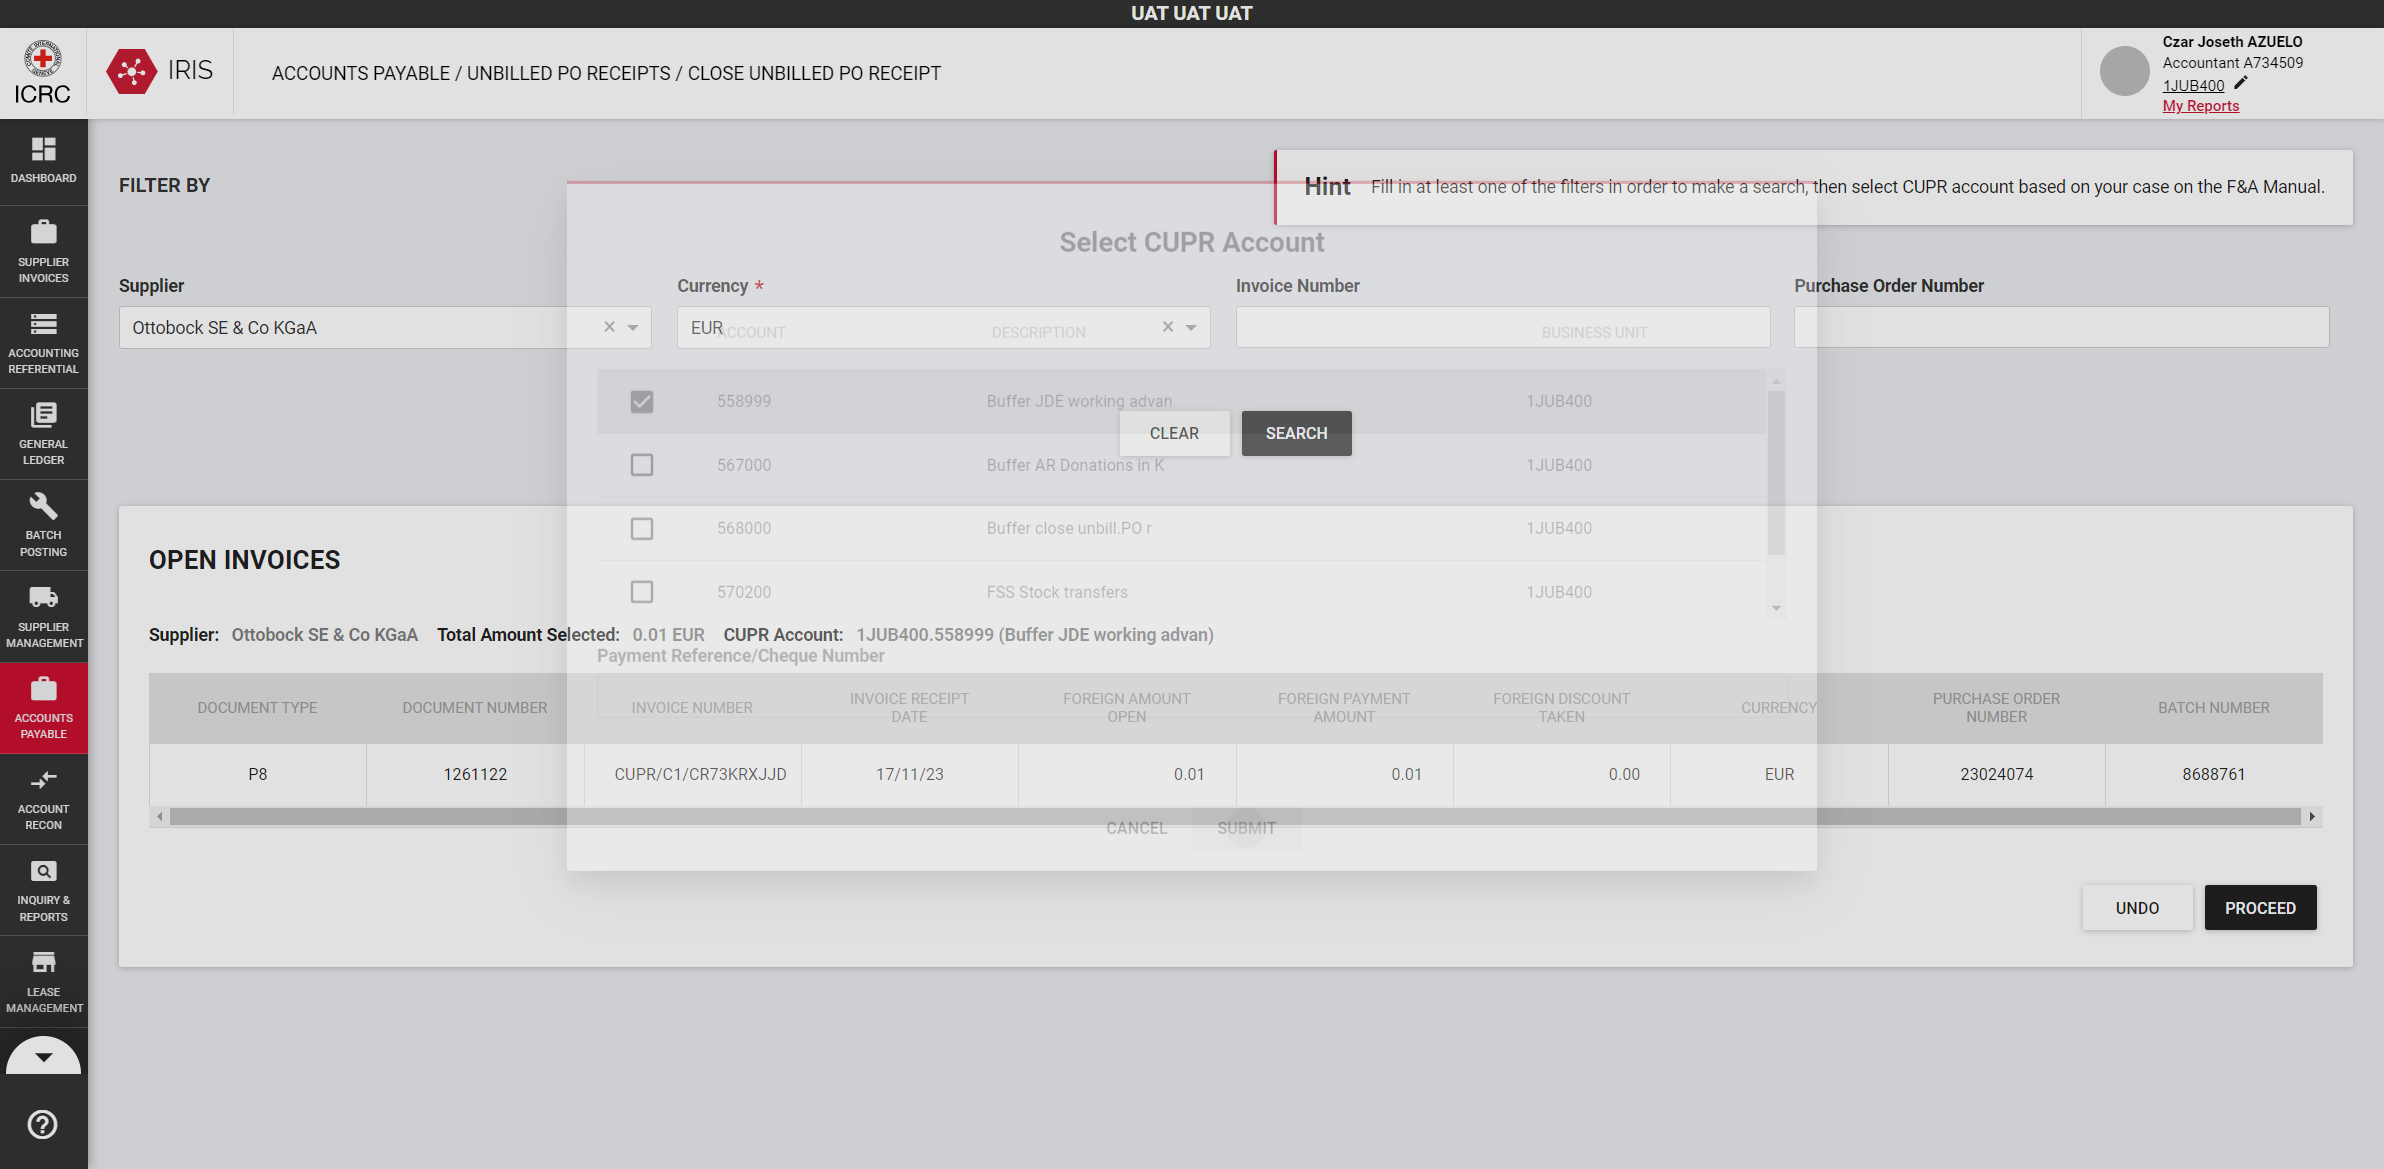 UAT UAT UAT
ICRC
IRIS
ACCOUNTS PAYABLE / UNBILLED PO RECEIPTS / CLOSE UNBILLED PO RECEIPT
Czar Joseth AZUELO
Accountant A734509
1JUB400
My Reports
DASHBOARD
SUPPLIER
INVOICES
ACCOUNTING
REFERENTIAL
GENERAL
LEDGER
BATCH
POSTING
SUPPLIER
MANAGEMENT
ACCOUNTS
PAYABLE
ACCOUNT
RECON
INQUIRY &
REPORTS
LEASE
MANAGEMENT
FILTER BY
Hint Fill in at least one of the filters in order to make a search, then select CUPR account based on your case on the F&A Manual.
Supplier Currency * Invoice Number Purchase Order Number
Ottobock SE & Co KGaA EUR
CLEAR SEARCH
Select CUPR Account
ACCOUNT DESCRIPTION BUSINESS UNIT
558999 Buffer JDE working advan 1JUB400
567000 Buffer AR Donations in K 1JUB400
568000 Buffer close unbill.PO r 1JUB400
570200 FSS Stock transfers 1JUB400
Payment Reference/Cheque Number
CANCEL SUBMIT
OPEN INVOICES
Supplier: Ottobock SE & Co KGaA Total Amount Selected: 0.01 EUR CUPR Account: 1JUB400.558999 (Buffer JDE working advan)
DOCUMENT TYPE DOCUMENT NUMBER INVOICE NUMBER INVOICE RECEIPT DATE FOREIGN AMOUNT OPEN FOREIGN PAYMENT AMOUNT FOREIGN DISCOUNT TAKEN CURRENCY PURCHASE ORDER NUMBER BATCH NUMBER
P8 1261122 CUPR/C1/CR73KRXJJD 17/11/23 0.01 0.01 0.00 EUR 23024074 8688761
UNDO PROCEED